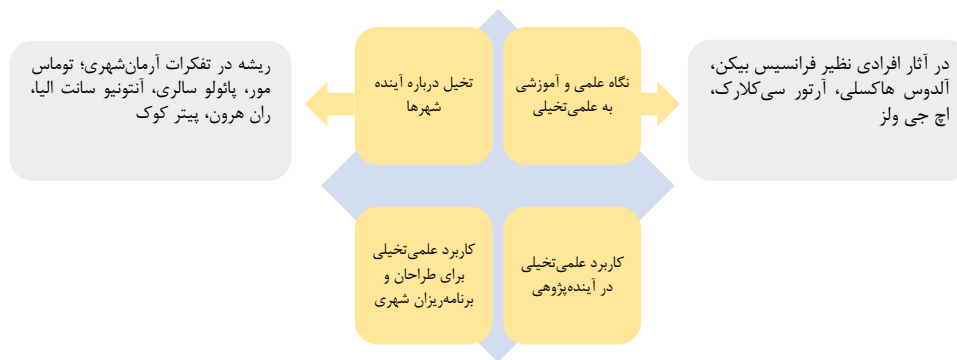 در آثار افرادی نظیر فرانسیس بیکن،
آلدوس هاکسلی، آرتور سی‌کلارک،
اچ جی ولز
نگاه علمی و آموزشی
به علمی‌تخیلی
تخیل درباره آینده
شهرها
ریشه در تفکرات آرمان‌شهری؛ توماس
مور، پائولو سالری، آنتونیو سانت الیا،
ران هرون، پیتر کوک
کاربرد علمی‌تخیلی
در آینده‌پژوهی
کاربرد علمی‌تخیلی
برای طراحان و
برنامه‌ریزان شهری